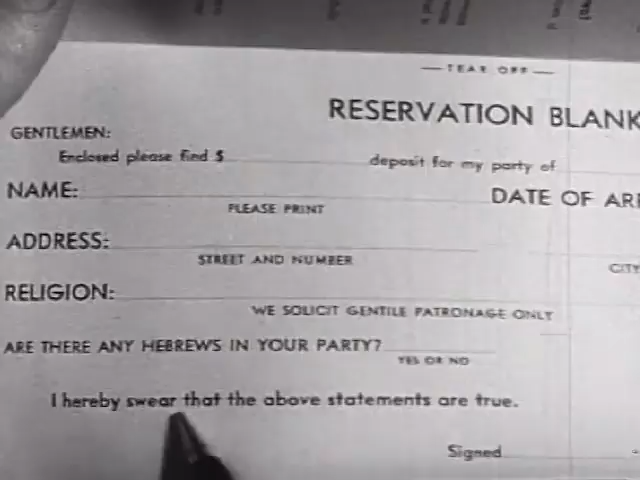 TEAR OFF
RESERVATION BLANK
GENTLEMEN:
Enclosed please find $ deposit for my party of
NAME: DATE OF AR
PLEASE PRINT
ADDRESS:
STREET AND NUMBER CITY
RELIGION:
WE SOLICIT GENTILE PATRONAGE ONLY
ARE THERE ANY HEBREWS IN YOUR PARTY?
YES OR NO
I hereby swear that the above statements are true.
Signed